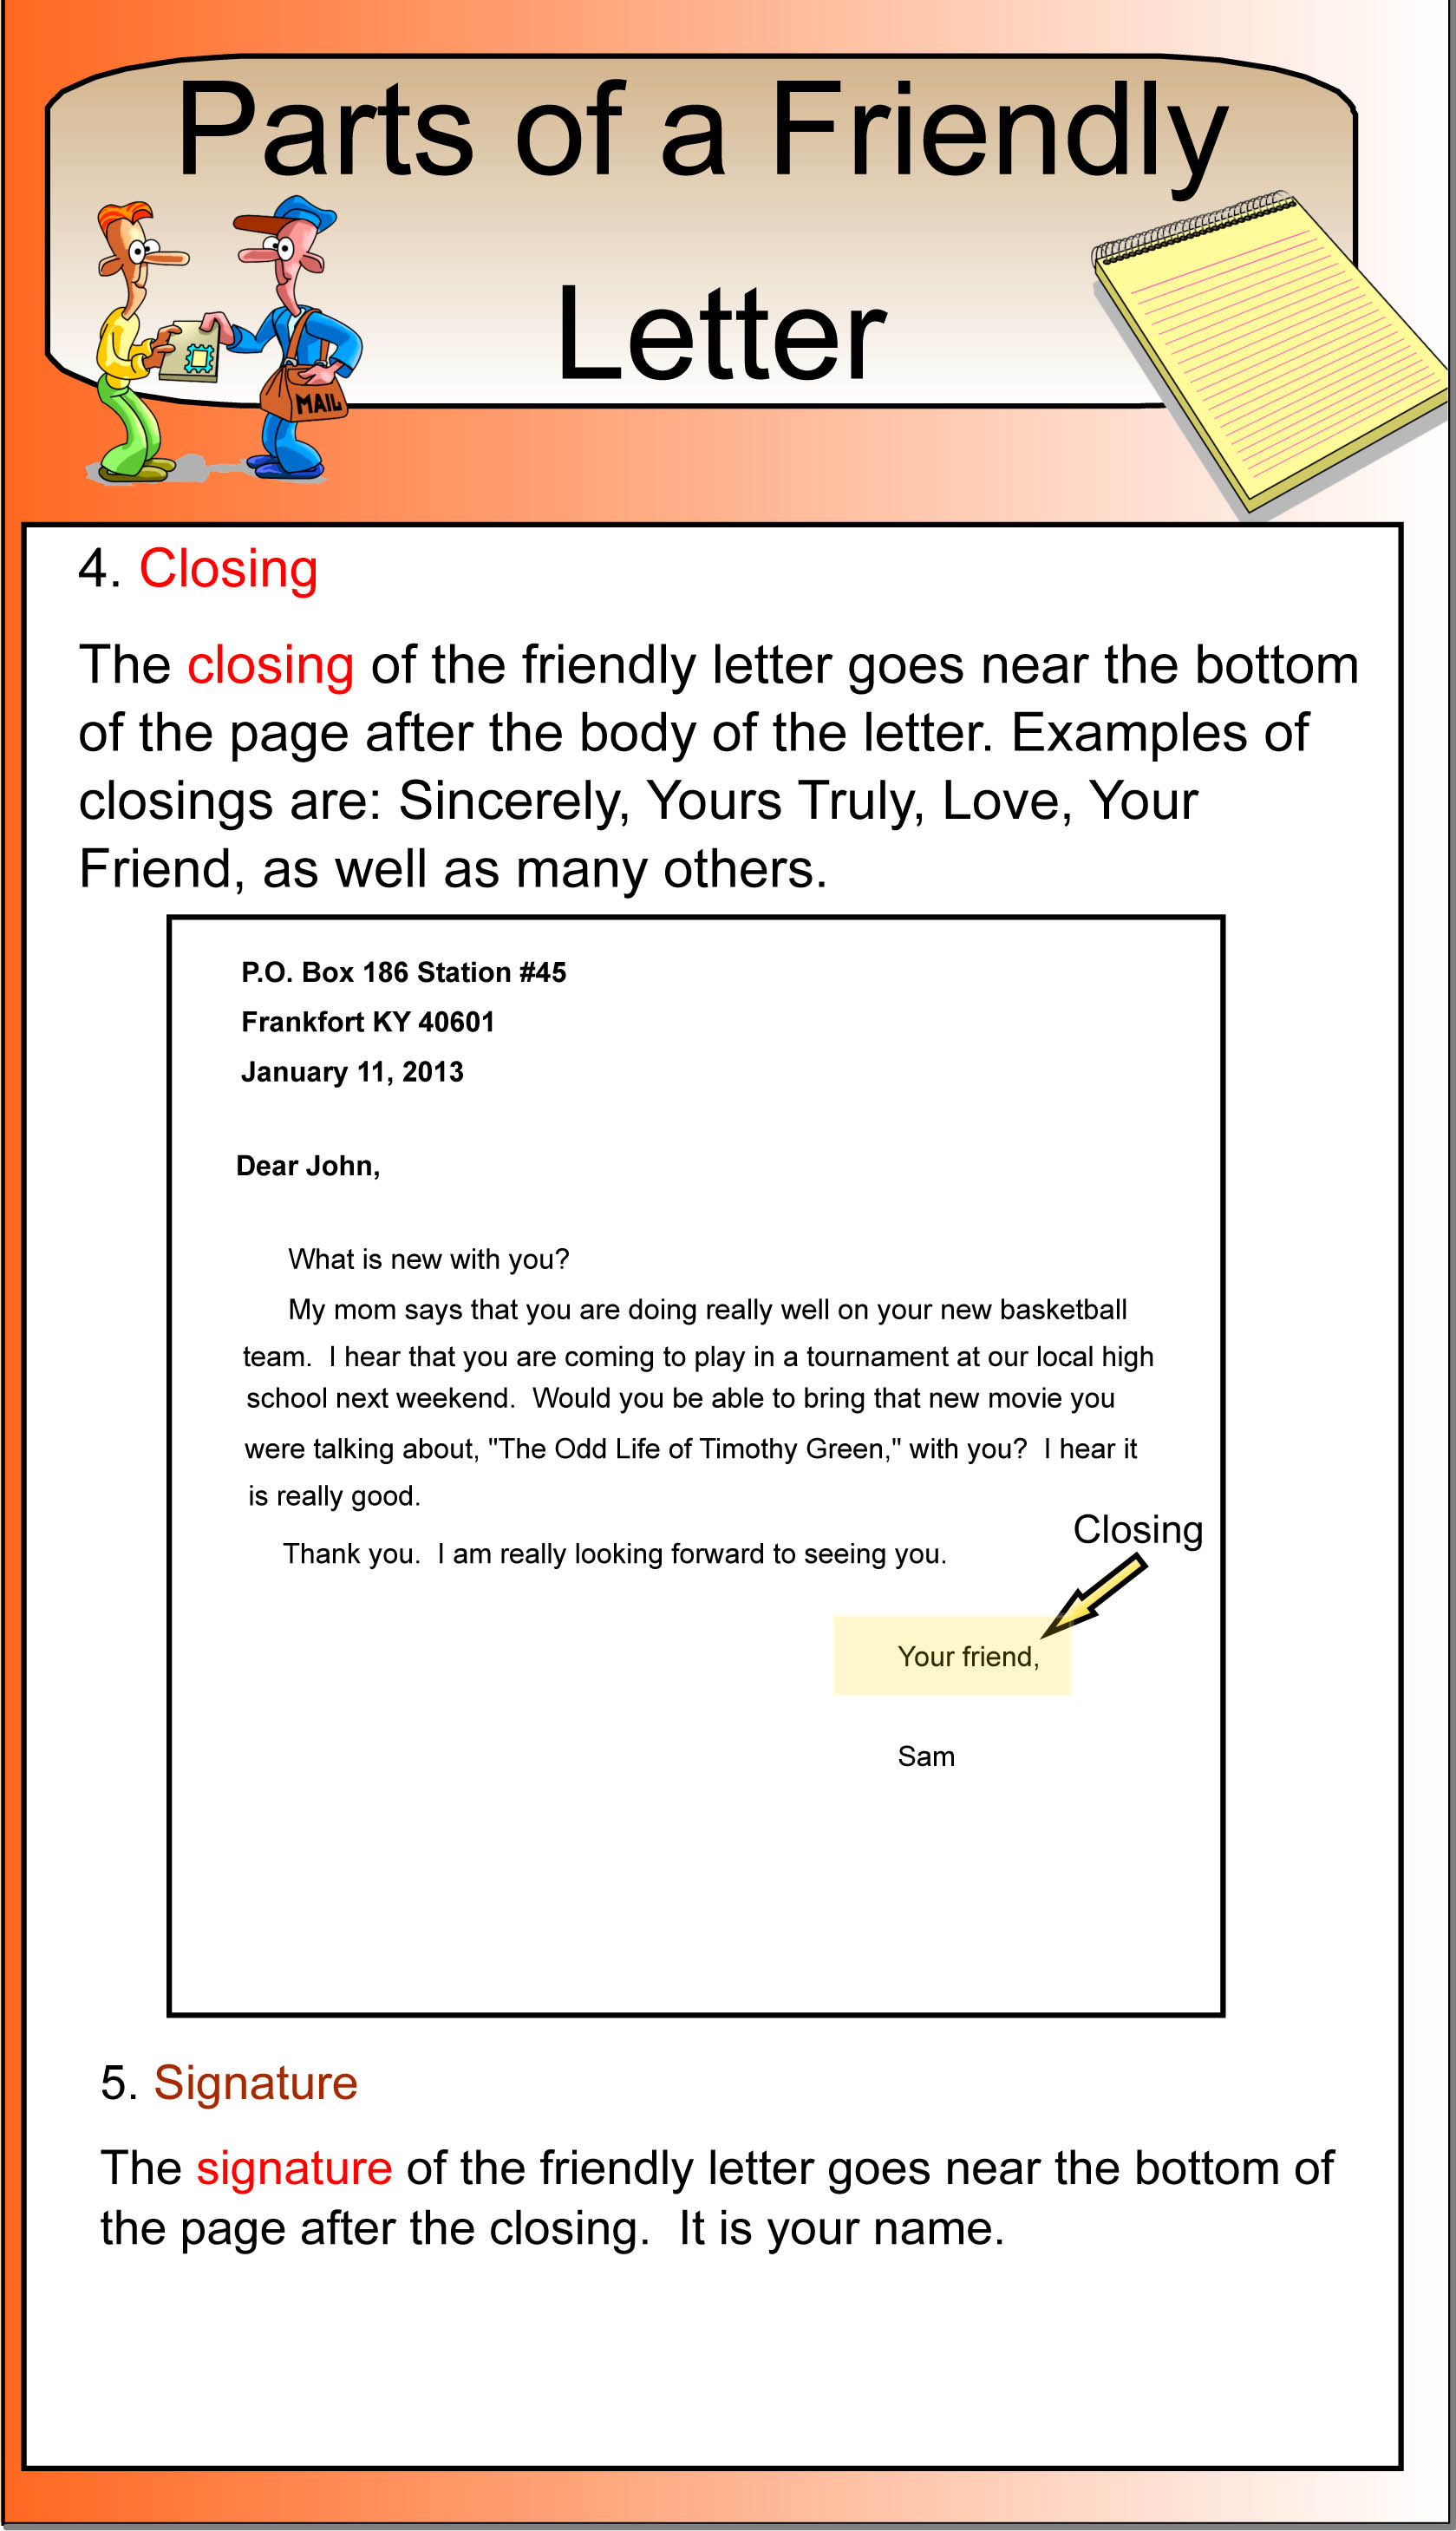 Parts of a Friendly
Letter
MAIL
4. Closing
The closing of the friendly letter goes near the bottom
of the page after the body of the letter. Examples of
closings are: Sincerely, Yours Truly, Love, Your
Friend, as well as many others.
P.O. Box 186 Station #45
Frankfort KY 40601
January 11, 2013
Dear John,
What is new with you?
My mom says that you are doing really well on your new basketball
team.  I hear that you are coming to play in a tournament at our local high
school next weekend.  Would you be able to bring that new movie you
were talking about, "The Odd Life of Timothy Green," with you?  I hear it
is really good.
Thank you.  I am really looking forward to seeing you.
Closing
Your friend,
Sam
5. Signature
The signature of the friendly letter goes near the bottom of
the page after the closing.  It is your name.